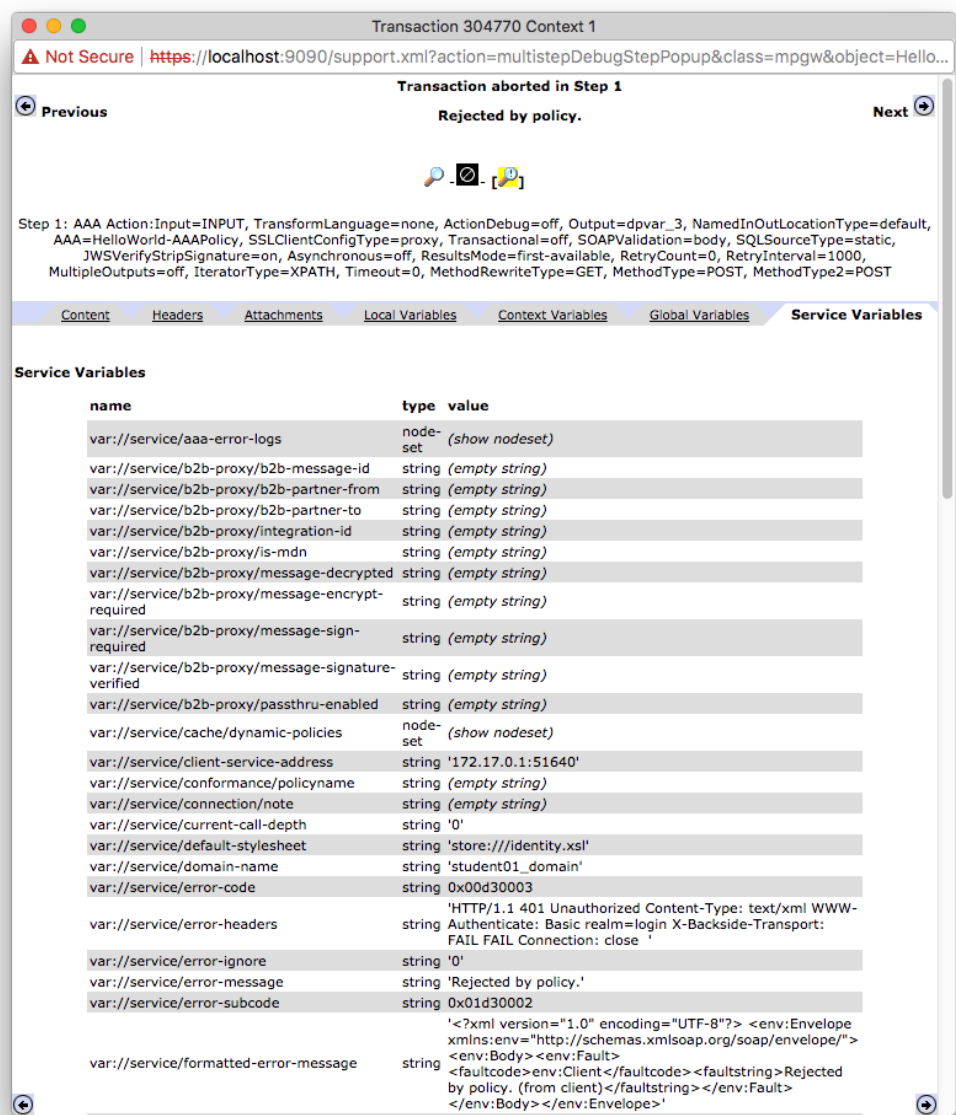 Transaction 304770 Context 1
Not Secure | https://localhost:9090/support.xml?action=multistepDebugStepPopup&class=mpgw&object=Hello...
Transaction aborted in Step 1
Previous
Rejected by policy.
Next
- - [ ]
Step 1: AAA Action:Input=INPUT, TransformLanguage=none, ActionDebug=off, Output=dpvar_3, NamedInOutLocationType=default,
AAA=HelloWorld-AAAPolicy, SSLClientConfigType=proxy, Transactional=off, SOAPValidation=body, SQLSourceType=static,
JWSVerifyStripSignature=on, Asynchronous=off, ResultsMode=first-available, RetryCount=0, RetryInterval=1000,
MultipleOutputs=off, IteratorType=XPATH, Timeout=0, MethodRewriteType=GET, MethodType=POST, MethodType2=POST
Content Headers Attachments Local Variables Context Variables Global Variables Service Variables
Service Variables
name type value
var://service/aaa-error-logs node-set (show nodeset)
var://service/b2b-proxy/b2b-message-id string (empty string)
var://service/b2b-proxy/b2b-partner-from string (empty string)
var://service/b2b-proxy/b2b-partner-to string (empty string)
var://service/b2b-proxy/integration-id string (empty string)
var://service/b2b-proxy/is-mdn string (empty string)
var://service/b2b-proxy/message-decrypted string (empty string)
var://service/b2b-proxy/message-encrypt-
required string (empty string)
var://service/b2b-proxy/message-sign-
required string (empty string)
var://service/b2b-proxy/message-signature-
verified string (empty string)
var://service/b2b-proxy/passthru-enabled string (empty string)
var://service/cache/dynamic-policies node-set (show nodeset)
var://service/client-service-address string '172.17.0.1:51640'
var://service/conformance/policyname string (empty string)
var://service/connection/note string (empty string)
var://service/current-call-depth string '0'
var://service/default-stylesheet string 'store:///identity.xsl'
var://service/domain-name string 'student01_domain'
var://service/error-code string 0x00d30003
var://service/error-headers string 'HTTP/1.1 401 Unauthorized Content-Type: text/xml WWW-
Authenticate: Basic realm=login X-Backside-Transport:
FAIL FAIL Connection: close '
var://service/error-ignore string '0'
var://service/error-message string 'Rejected by policy.'
var://service/error-subcode string 0x01d30002
var://service/formatted-error-message string '<?xml version="1.0" encoding="UTF-8"?> <env:Envelope
xmlns:env="http://schemas.xmlsoap.org/soap/envelope/">
<env:Body><env:Fault>
<faultcode>env:Client</faultcode><faultstring>Rejected
by policy. (from client)</faultstring></env:Fault>
</env:Body></env:Envelope>'